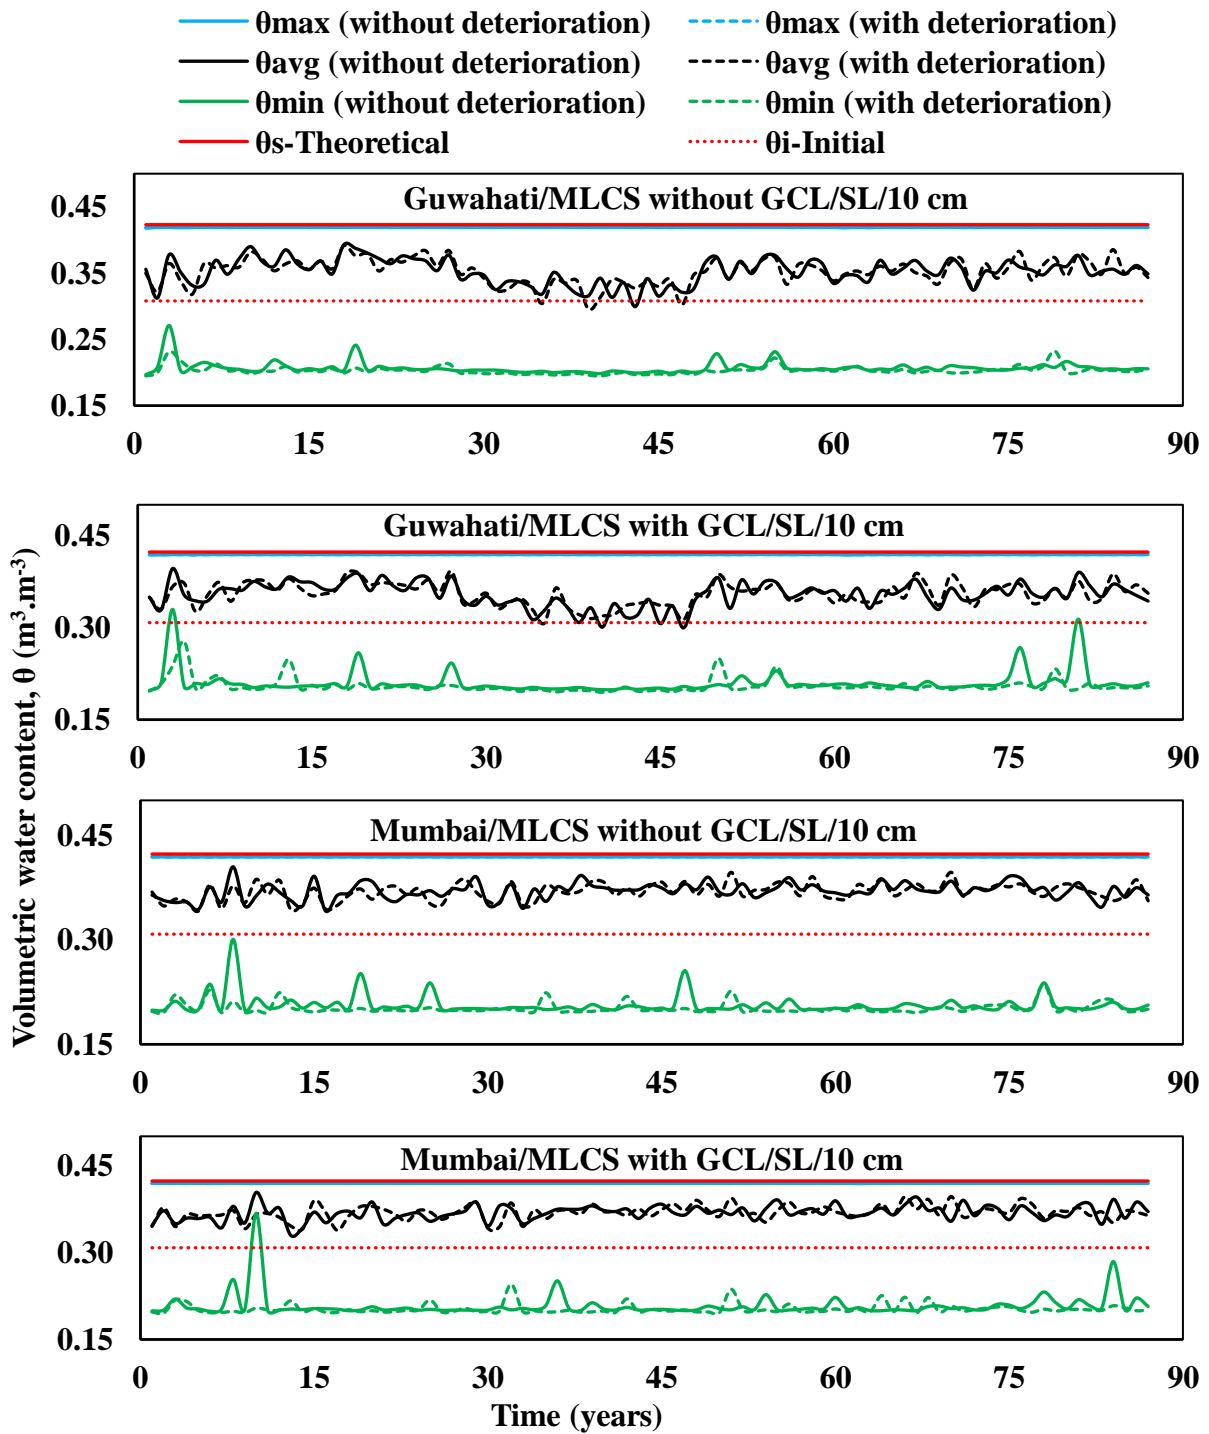 θmax (without deterioration) θmax (with deterioration)
θavg (without deterioration) θavg (with deterioration)
θmin (without deterioration) θmin (with deterioration)
θs-Theoretical θi-Initial
Guwahati/MLCS without GCL/SL/10 cm
0.45
0.35
0.25
0.15
0 15 30 45 60 75 90
Guwahati/MLCS with GCL/SL/10 cm
0.45
0.30
0.15
0 15 30 45 60 75 90
Volumetric water content, θ (m³.m⁻³)
Mumbai/MLCS without GCL/SL/10 cm
0.45
0.30
0.15
0 15 30 45 60 75 90
Mumbai/MLCS with GCL/SL/10 cm
0.45
0.30
0.15
0 15 30 45 60 75 90
Time (years)